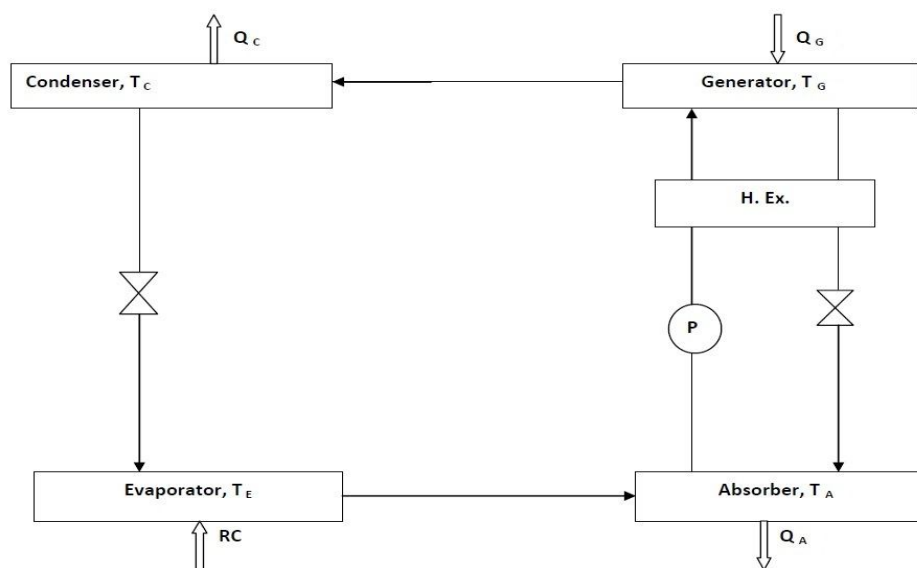 Q C
Q G
Condenser, T C
Generator, T G
H. Ex.
P
Evaporator, T E
Absorber, T A
RC
Q A